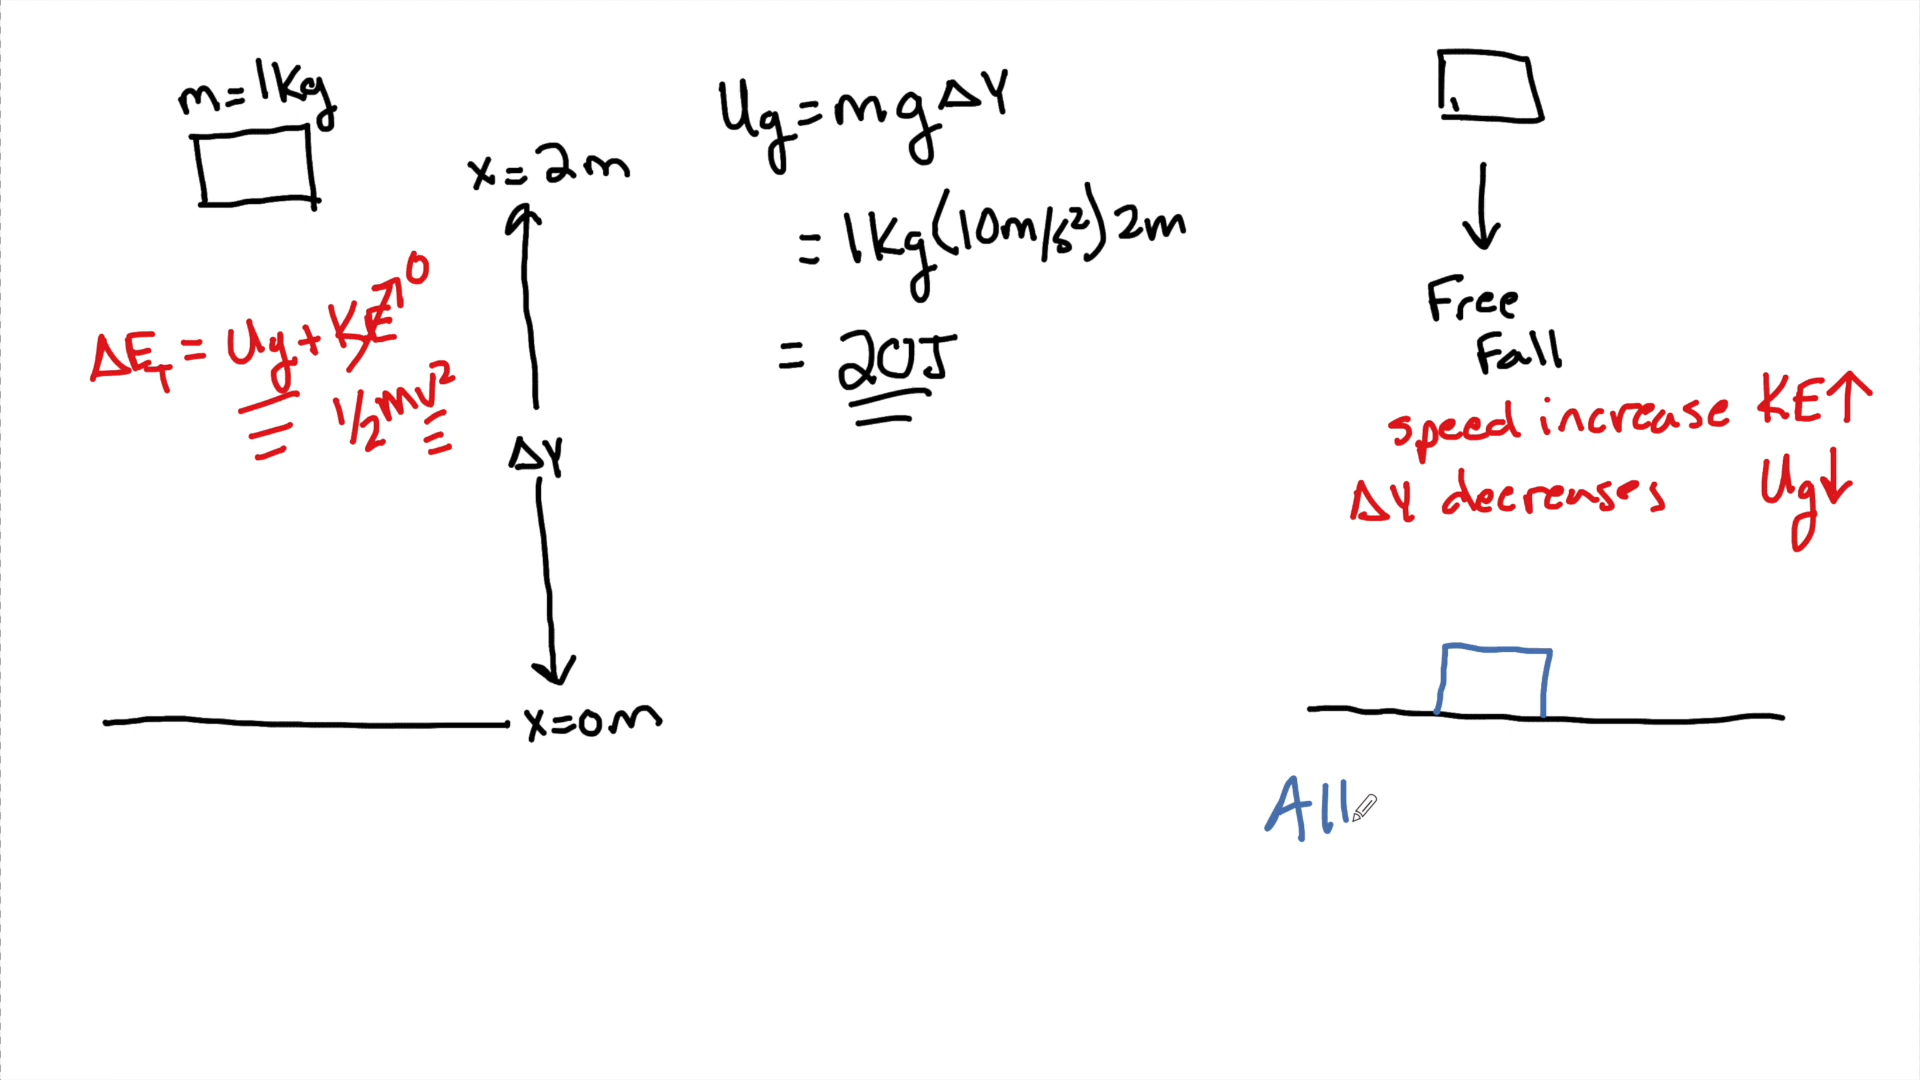 m=1Kg
x=2m
ΔE_T = Ug + KE 0
1/2mv²
ΔY
x=0m
Ug=mgΔY
=1Kg(10m/s²)2m
= 20J
Free
Fall
speed increase KE↑
ΔY decreases Ug↓
All